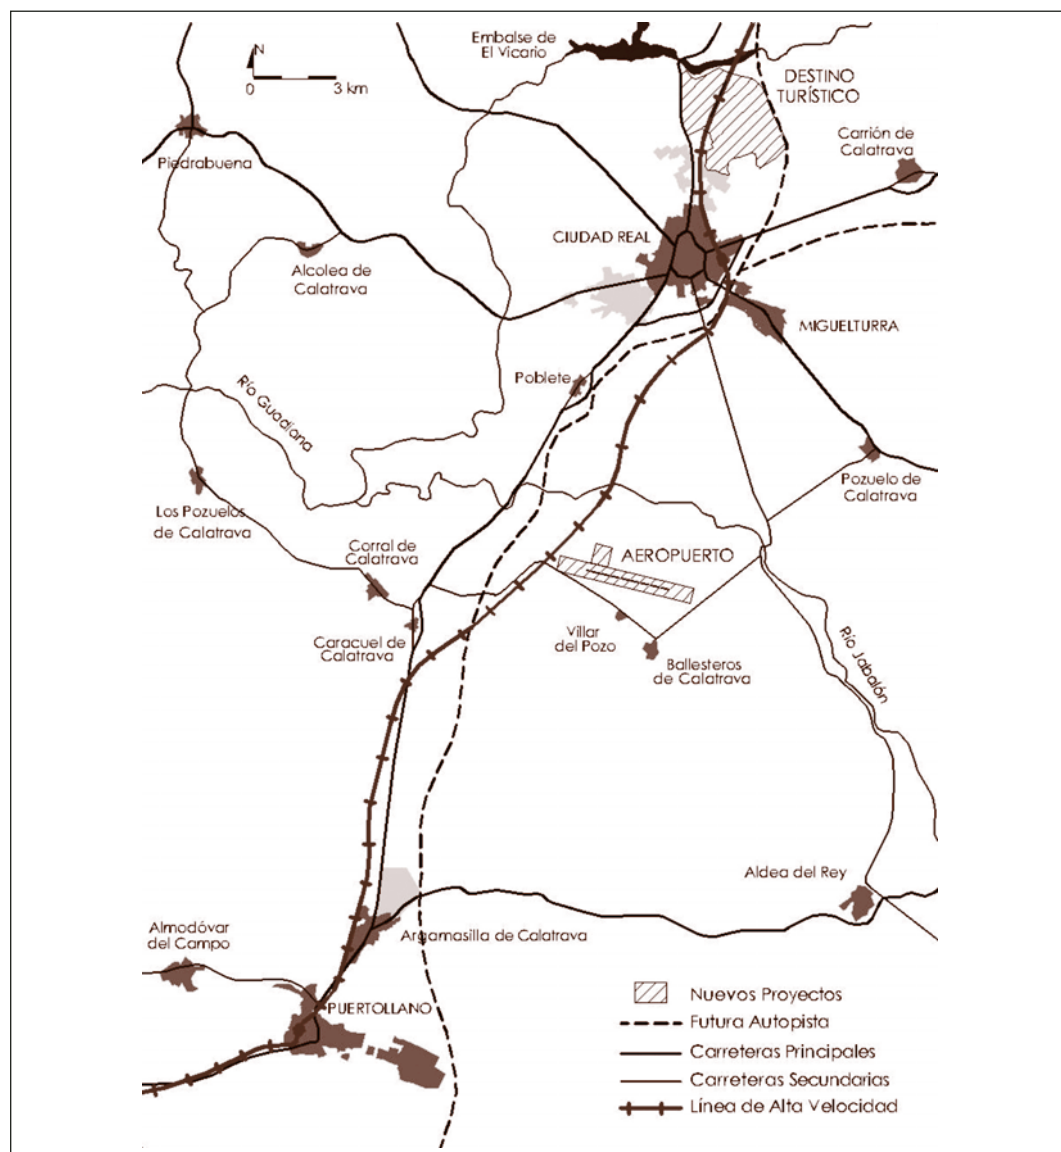 Embalse de
El Vicario
N
0 3 km
DESTINO
TURÍSTICO
Carrión de
Calatrava
Piedrabuena
CIUDAD REAL
Alcolea de
Calatrava
MIGUELTURRA
Poblete
Río Guadiana
Pozuelo de
Calatrava
Los Pozuelos
de Calatrava
Corral de
Calatrava
AEROPUERTO
Caracuel de
Calatrava
Villar
del Pozo
Ballesteros
de Calatrava
Río Jabalón
Aldea del Rey
Almodóvar
del Campo
Argamasilla de Calatrava
PUERTOLLANO
Nuevos Proyectos
Futura Autopista
Carreteras Principales
Carreteras Secundarias
Línea de Alta Velocidad